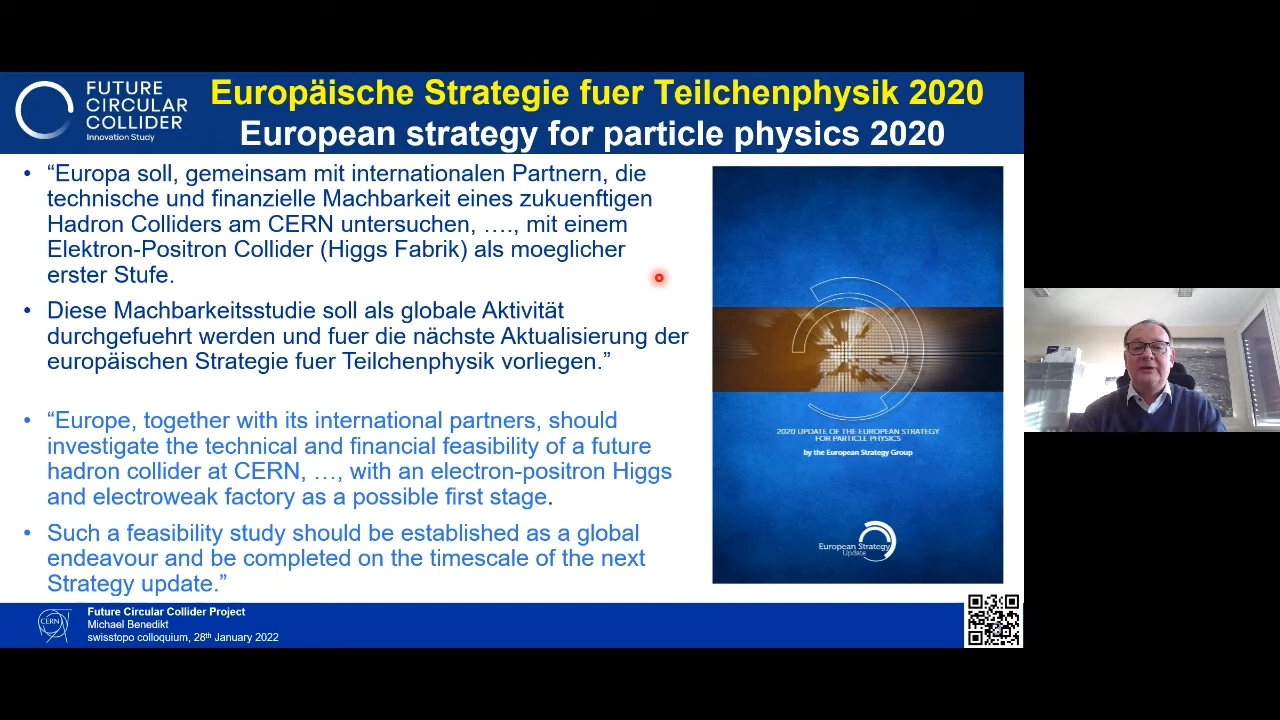 FUTURE
CIRCULAR
COLLIDER
Innovation Study
Europäische Strategie fuer Teilchenphysik 2020
European strategy for particle physics 2020
• “Europa soll, gemeinsam mit internationalen Partnern, die
technische und finanzielle Machbarkeit eines zukuenftigen
Hadron Colliders am CERN untersuchen, …., mit einem
Elektron-Positron Collider (Higgs Fabrik) als moeglicher
erster Stufe.
• Diese Machbarkeitsstudie soll als globale Aktivität
durchgefuehrt werden und fuer die nächste Aktualisierung der
europäischen Strategie fuer Teilchenphysik vorliegen.”
• “Europe, together with its international partners, should
investigate the technical and financial feasibility of a future
hadron collider at CERN, …, with an electron-positron Higgs
and electroweak factory as a possible first stage.
• Such a feasibility study should be established as a global
endeavour and be completed on the timescale of the next
Strategy update.”
2020 UPDATE OF THE EUROPEAN STRATEGY
FOR PARTICLE PHYSICS
by the European Strategy Group
European Strategy
Update
CERN
Future Circular Collider Project
Michael Benedikt
swisstopo colloquium, 28th January 2022